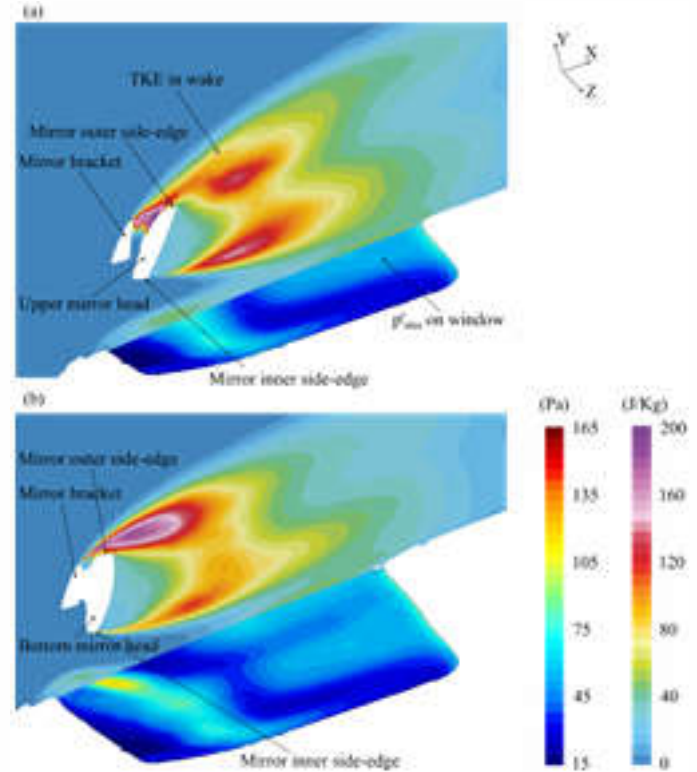 (a)
Y
X
Z
TKE in wake
Mirror outer side-edge
Mirror bracket
Upper mirror head
on window
Mirror inner side-edge
(b)
(Pa)
(J/Kg)
Mirror outer side-edge
Mirror bracket
Bottom mirror head
Mirror inner side-edge
165
200
135
160
105
120
75
80
45
40
15
0